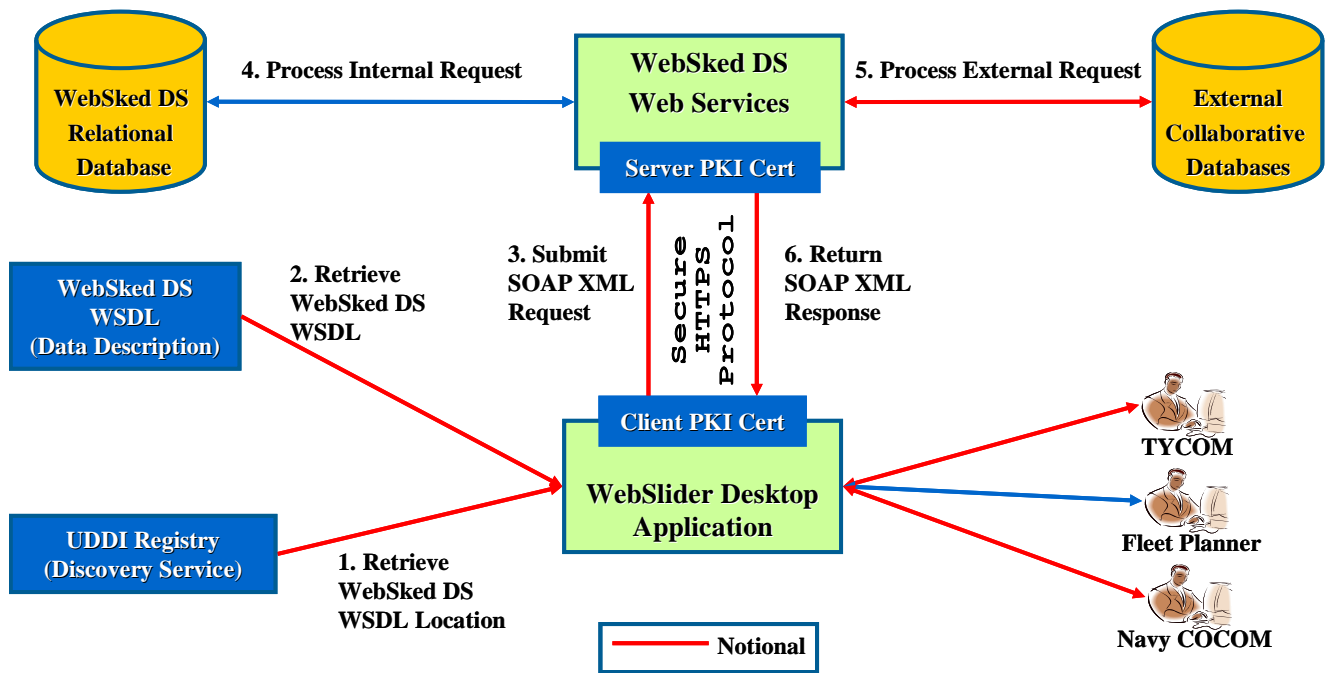 WebSked DS
Relational
Database
4. Process Internal Request
WebSked DS
Web Services
Server PKI Cert
5. Process External Request
External
Collaborative
Databases
WebSked DS
WSDL
(Data Description)
2. Retrieve
WebSked DS
WSDL
3. Submit
SOAP XML
Request
Secure
HTTPS
Protocol
6. Return
SOAP XML
Response
Client PKI Cert
WebSlider Desktop
Application
UDDI Registry
(Discovery Service)
1. Retrieve
WebSked DS
WSDL Location
TYCOM
Fleet Planner
Navy COCOM
Notional